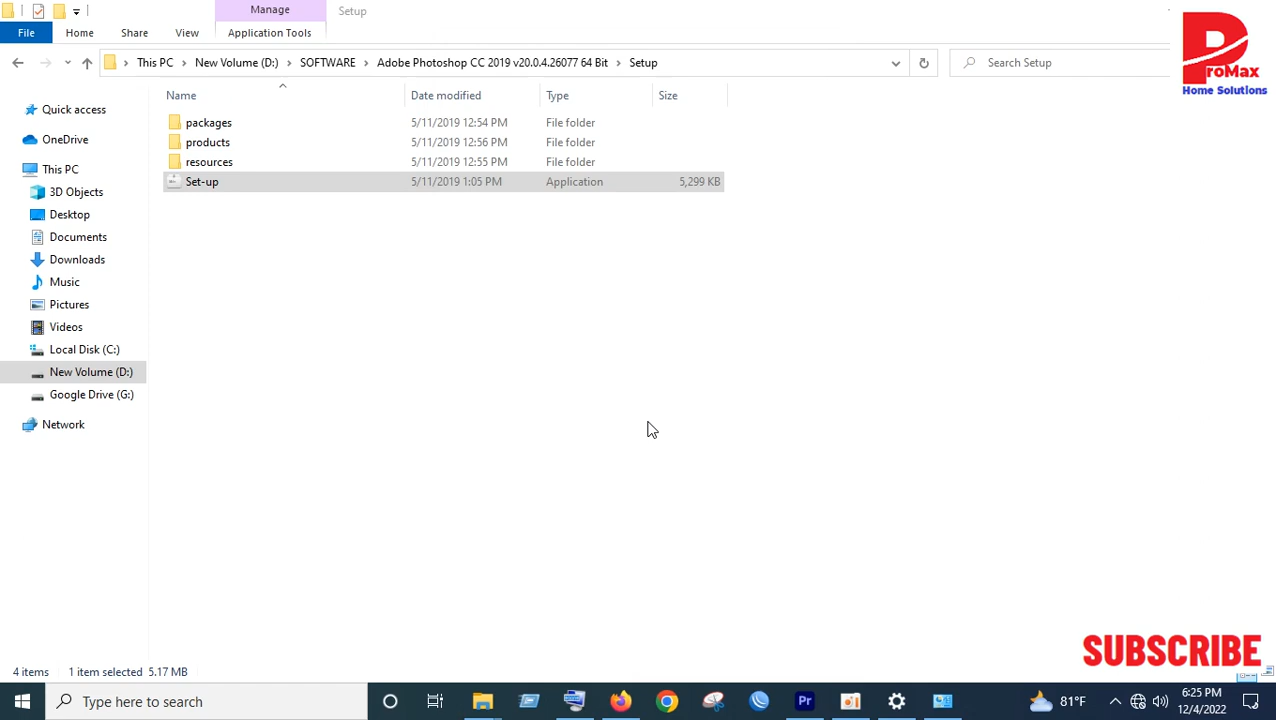 Manage
Setup
File
Home
Share
View
Application Tools
This PC
New Volume (D:)
SOFTWARE
Adobe Photoshop CC 2019 v20.0.4.26077 64 Bit
Setup
Search Setup
ProMax
Home Solutions
Name
Date modified
Type
Size
packages
5/11/2019 12:54 PM
File folder
products
5/11/2019 12:56 PM
File folder
resources
5/11/2019 12:55 PM
File folder
Set-up
5/11/2019 1:05 PM
Application
5,299 KB
Quick access
OneDrive
This PC
3D Objects
Desktop
Documents
Downloads
Music
Pictures
Videos
Local Disk (C:)
New Volume (D:)
Google Drive (G:)
Network
SUBSCRIBE
4 items
1 item selected 5.17 MB
Type here to search
Pr
81°F
6:25 PM
12/4/2022